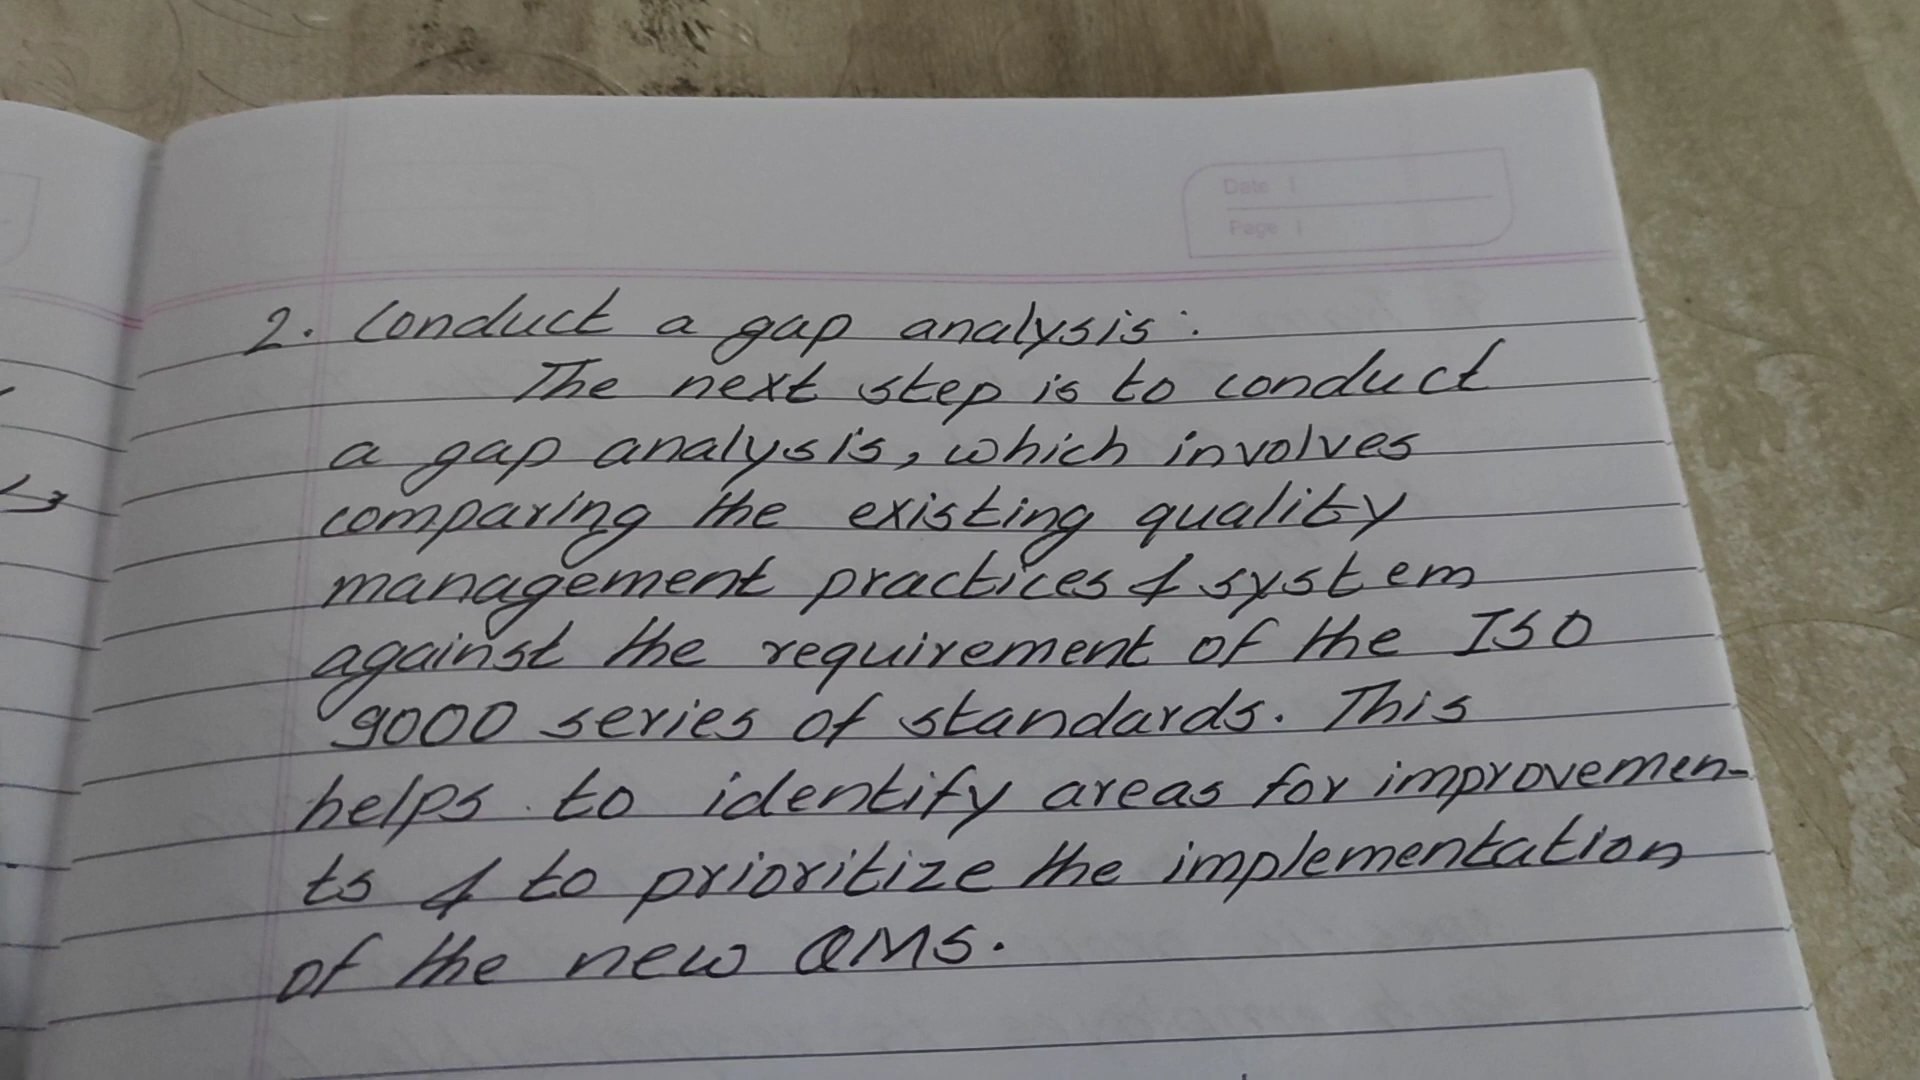 Date
Page
2. Conduct a gap analysis:
The next step is to conduct
a gap analysis, which involves
comparing the existing quality
management practices & system
against the requirement of the ISO
9000 series of standards. This
helps to identify areas for improvemen-
ts & to prioritize the implementation
of the new QMS.